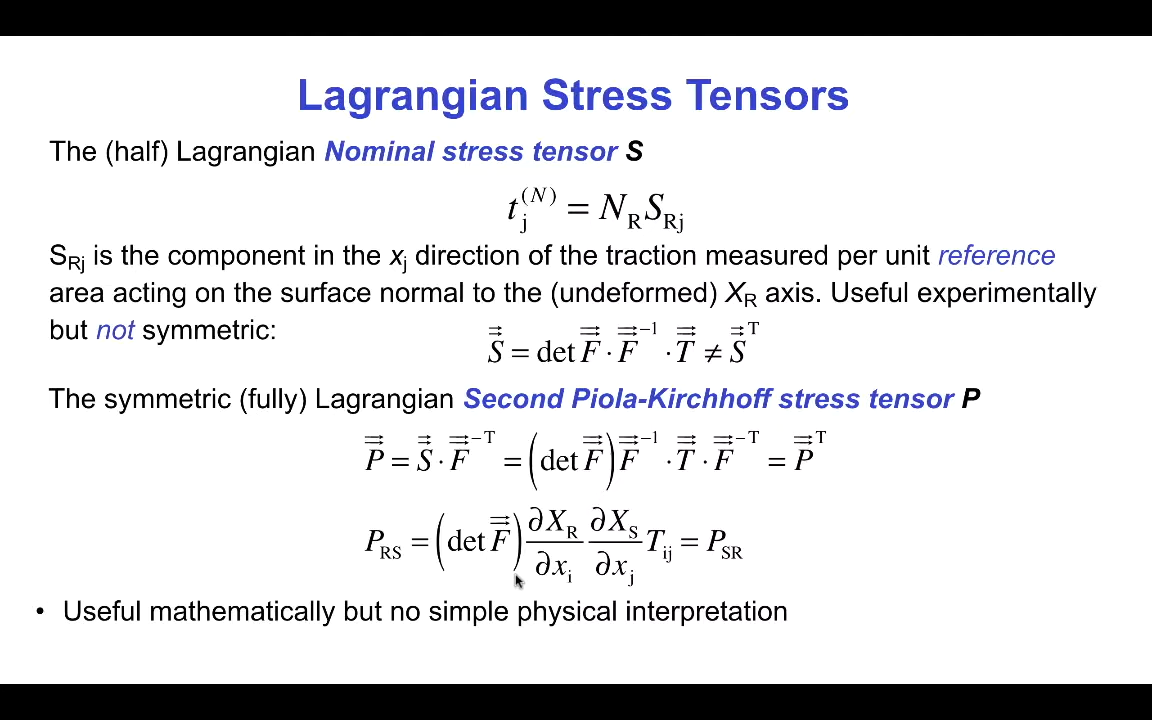 Lagrangian Stress Tensors
The (half) Lagrangian Nominal stress tensor S
t_j^(N) = N_R S_Rj
S_Rj is the component in the x_j direction of the traction measured per unit reference
area acting on the surface normal to the (undeformed) X_R axis. Useful experimentally
but not symmetric: S⃗ = det F⃗ · F⃗^−1 · T⃗ ≠ S⃗^T
The symmetric (fully) Lagrangian Second Piola-Kirchhoff stress tensor P
P⃗ = S⃗ · F⃗^−T = (det F⃗) F⃗^−1 · T⃗ · F⃗^−T = P⃗^T
P_RS = (det F⃗) ∂X_R/∂x_i ∂X_S/∂x_j T_ij = P_SR
• Useful mathematically but no simple physical interpretation